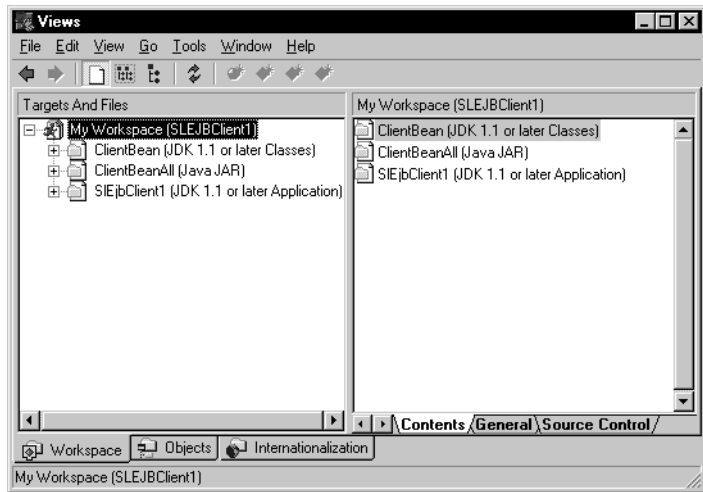 Views
File Edit View Go Tools Window Help
Targets And Files
My Workspace (SLEJBClient1)
ClientBean (JDK 1.1 or later Classes)
ClientBeanAll (Java JAR)
SlEjbClient1 (JDK 1.1 or later Application)
My Workspace (SLEJBClient1)
ClientBean (JDK 1.1 or later Classes)
ClientBeanAll (Java JAR)
SlEjbClient1 (JDK 1.1 or later Application)
Contents General Source Control
Workspace Objects Internationalization
My Workspace (SLEJBClient1)